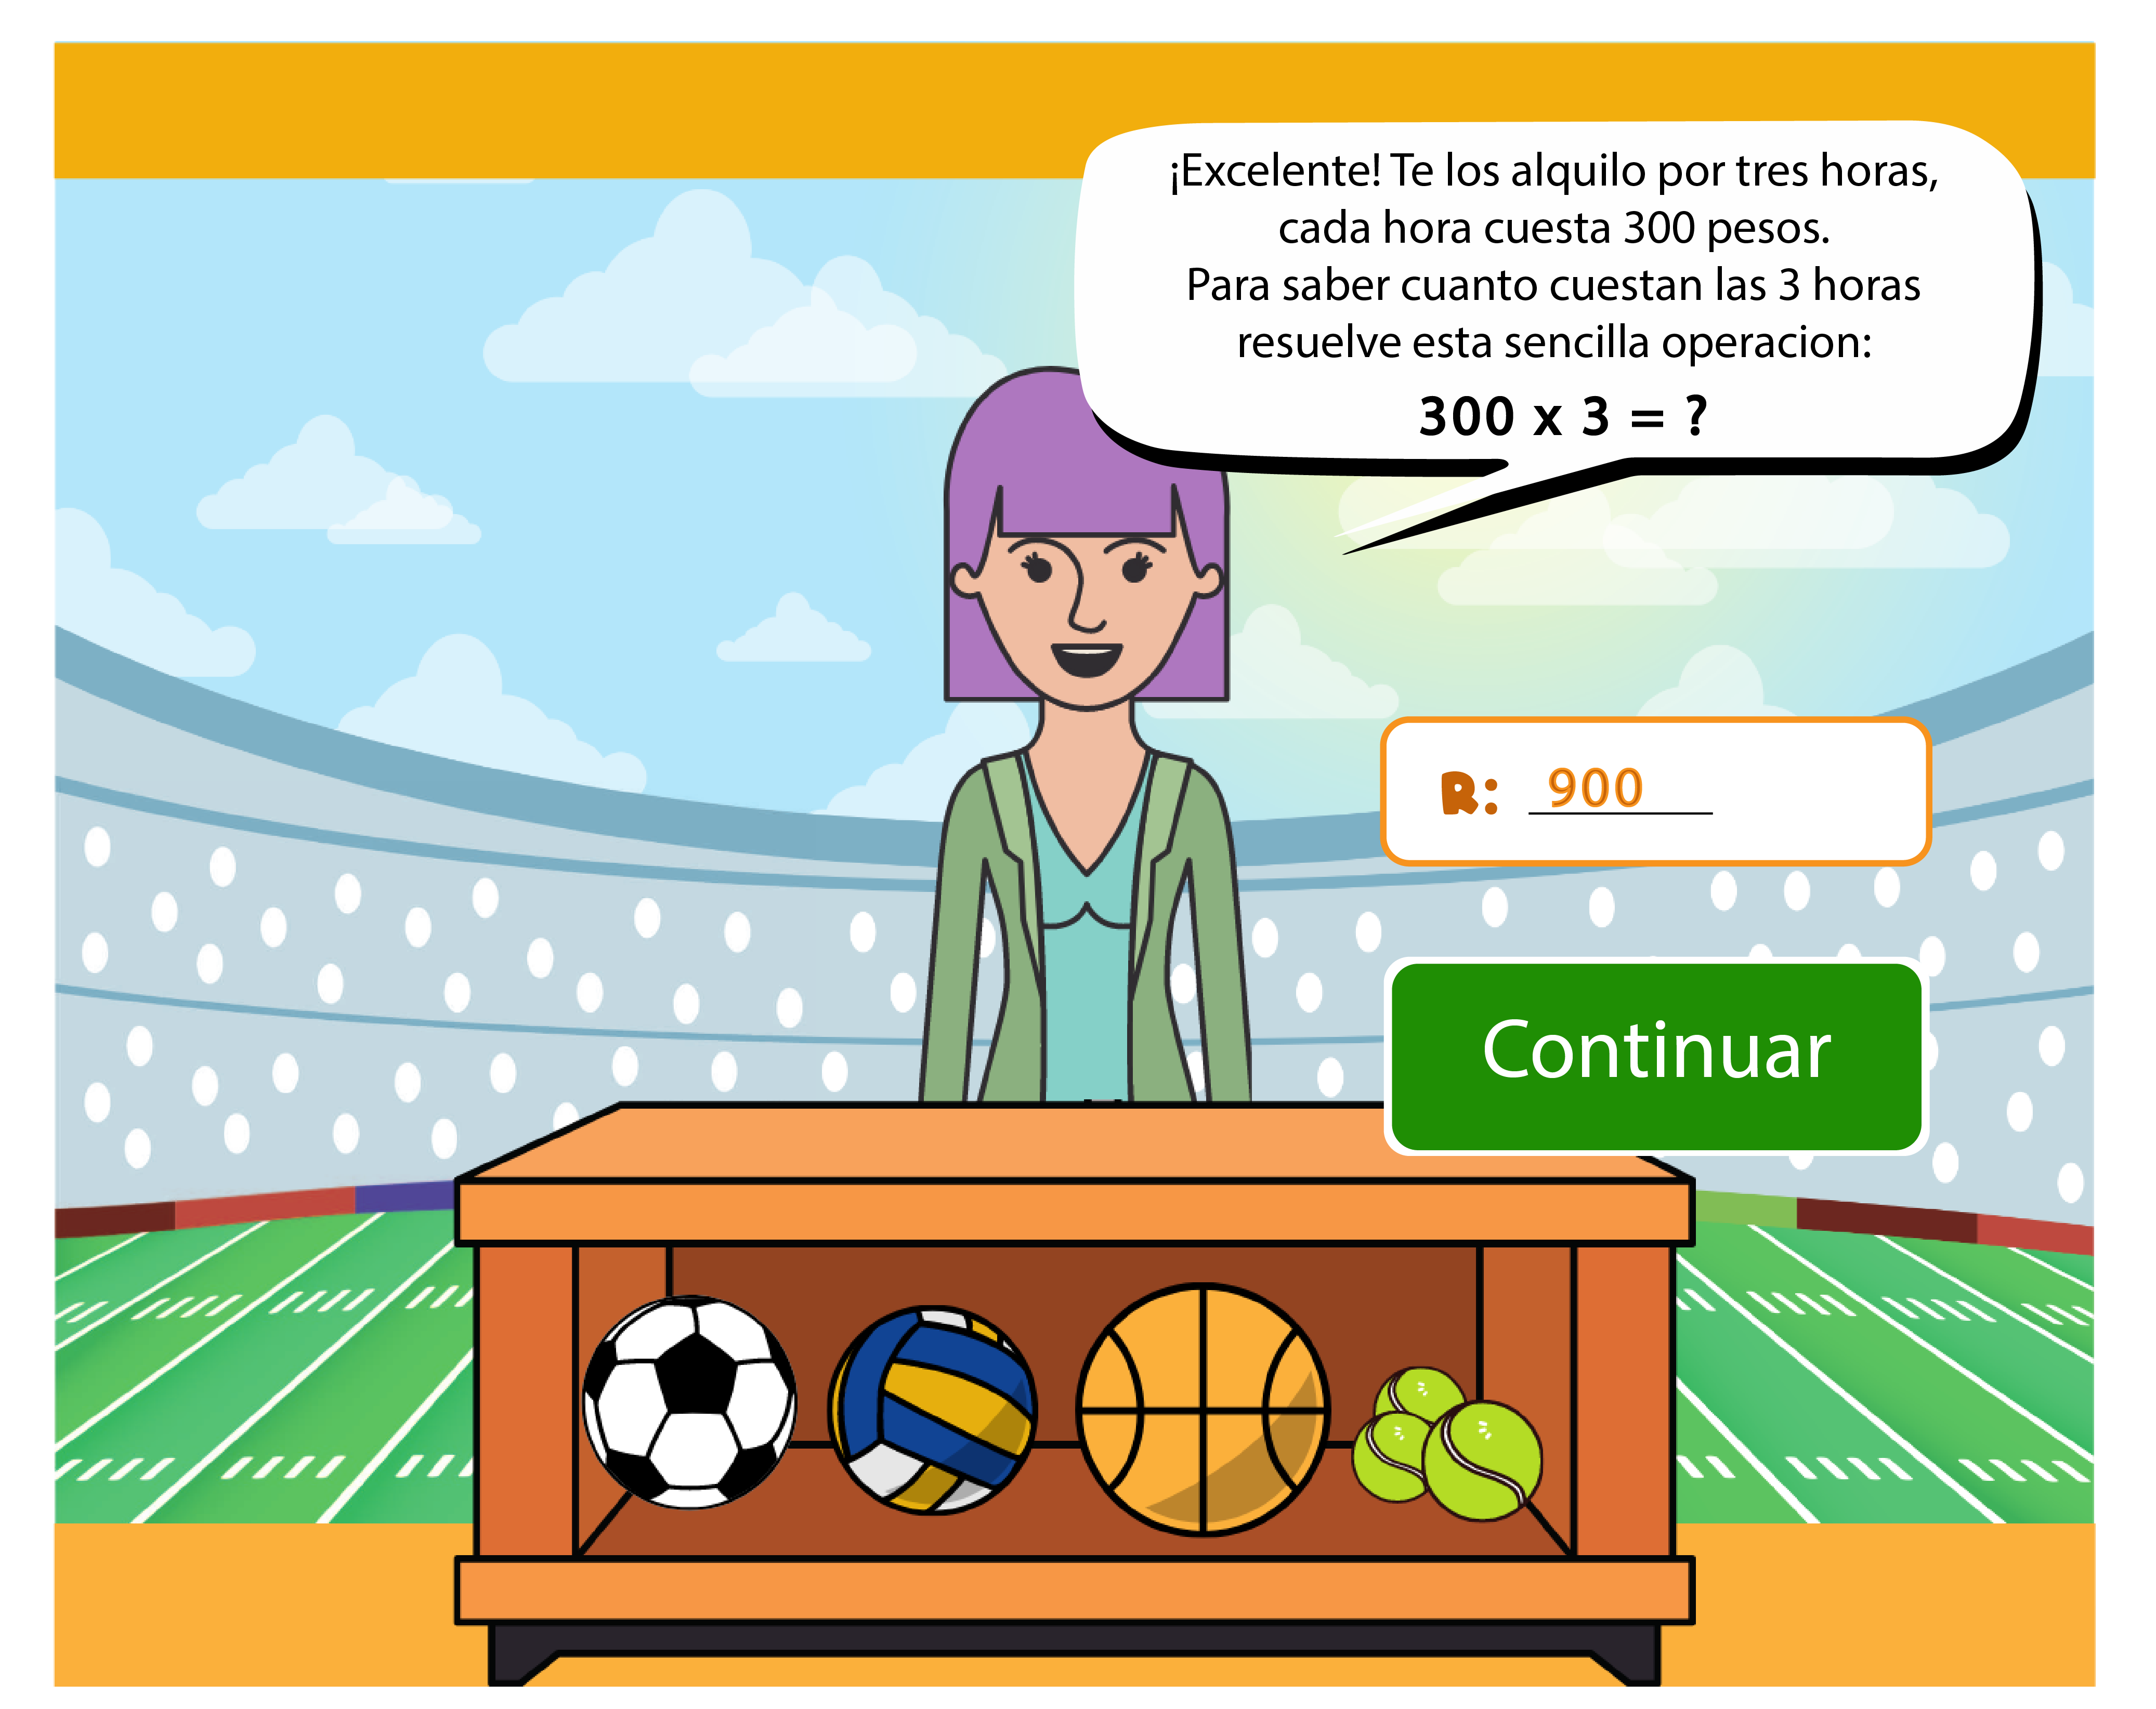 ¡Excelente! Te los alquilo por tres horas,
cada hora cuesta 300 pesos.
Para saber cuanto cuestan las 3 horas
resuelve esta sencilla operacion:
300 x 3 = ?
R: 900
Continuar